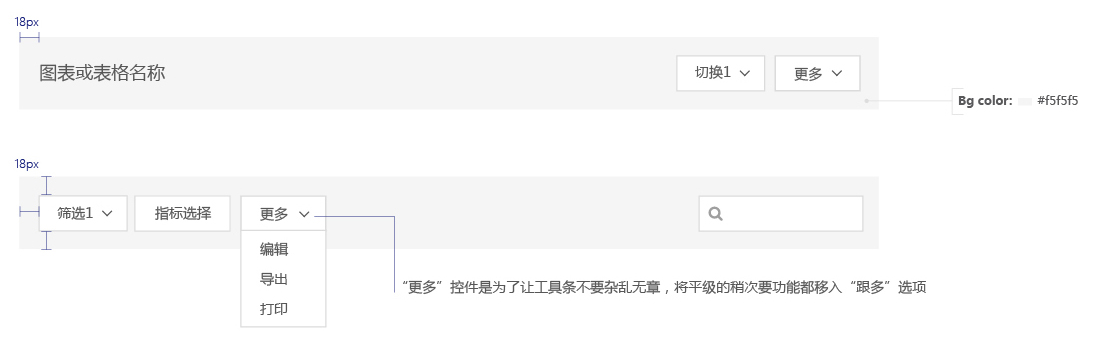 18px
图表或表格名称
切换1
更多
Bg color: #f5f5f5
18px
筛选1
指标选择
更多
编辑
导出
打印
“更多”控件是为了让工具条不要杂乱无章，将平级的稍次要功能都移入“跟多”选项